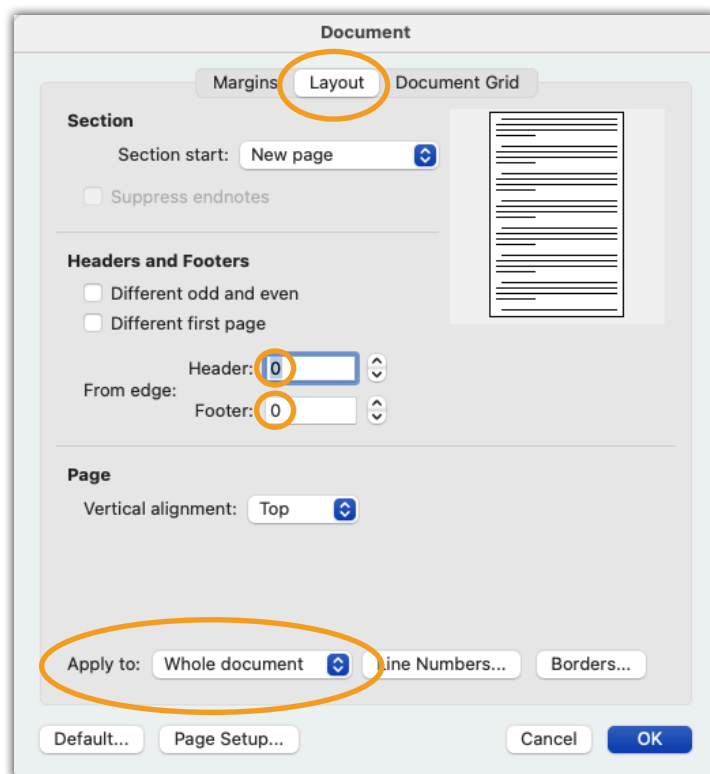 Document
Margins Layout Document Grid
Section
Section start: New page
Suppress endnotes
Headers and Footers
Different odd and even
Different first page
Header: 0
From edge:
Footer: 0
Page
Vertical alignment: Top
Apply to: Whole document Line Numbers... Borders...
Default... Page Setup... Cancel OK